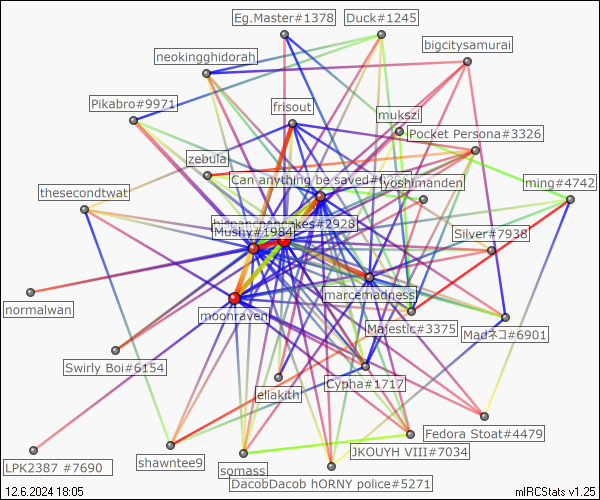 Eg.Master#1378
Duck#1245
bigcitysamurai
neokingghidorah
Pikabro#9971
frisout
mukszi
Pocket Persona#3326
zebula
Can anything be saved#
yoshimanden
ming#4742
thesecondtwat
hispanicpancakes#2928
Mushy#1984
Silver#7938
marcemadness
normalwan
moonraven
Majestic#3375
Madネコ#6901
Swirly Boi#6154
eliakith
Cypha#1717
Fedora Stoat#4479
JKOUYH VIII#7034
LPK2387 #7690
shawntee9
somass
DacobDacob hORNY police#5271
12.6.2024 18:05
mIRCStats v1.25